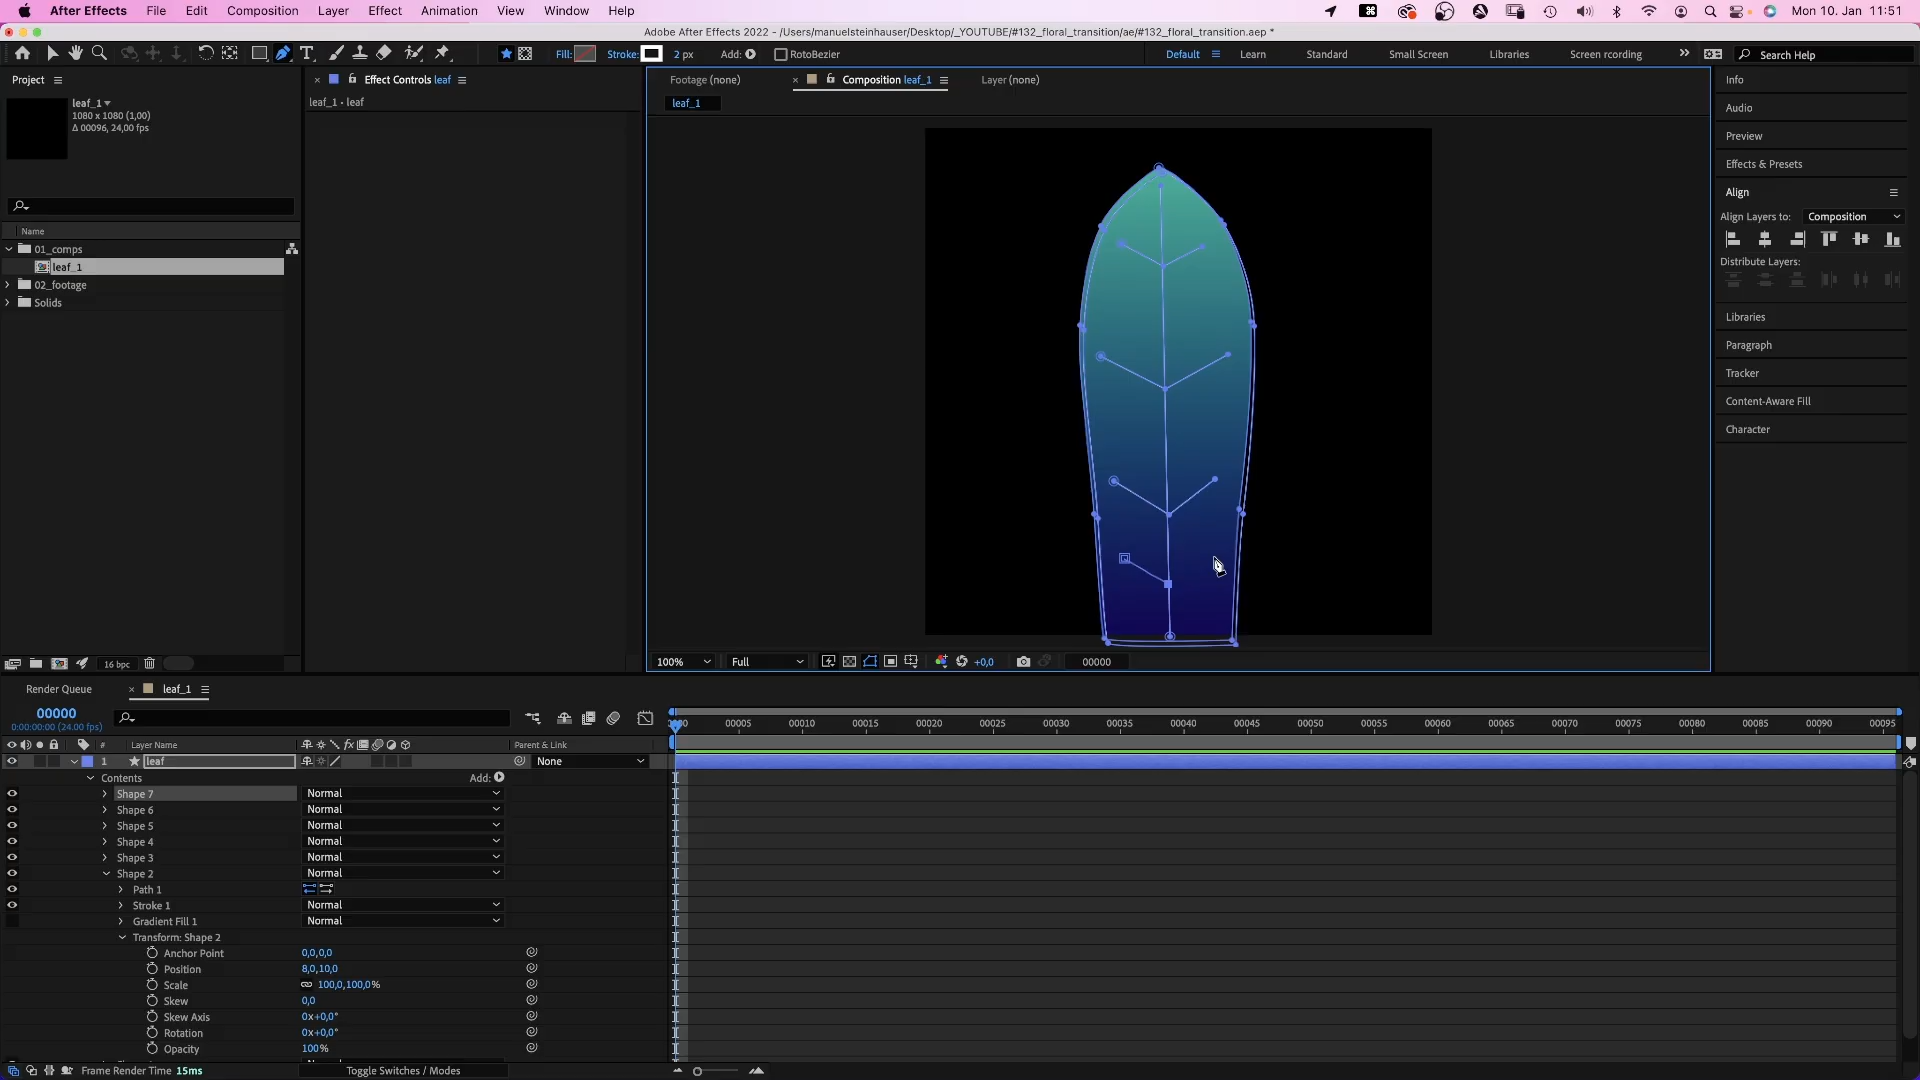 After Effects File Edit Composition Layer Effect Animation View Window Help Mon 10. Jan 11:51
Adobe After Effects 2022 - /Users/manuelsteinhauser/Desktop/_YOUTUBE/#132_floral_transition/ae/#132_floral_transition.aep *
Fill: Stroke: 2 px Add: RotoBezier Default Learn Standard Small Screen Libraries Screen rcording Search Help
Project
Effect Controls leaf
Footage (none)
Composition leaf_1
Layer (none)
Info
leaf_1
1080 x 1080 (1,00)
Δ 00096, 24,00 fps
leaf_1 • leaf
leaf_1
Audio
Preview
Effects & Presets
Align
Align Layers to: Composition
Distribute Layers:
Libraries
Paragraph
Tracker
Content-Aware Fill
Character
Name
01_comps
leaf_1
02_footage
Solids
16 bpc
100% Full +0,0 00000
Render Queue leaf_1
00000
0:00:00:00 (24.00 fps)
00005 00010 00015 00020 00025 00030 00035 00040 00045 00050 00055 00060 00065 00070 00075 00080 00085 00090 00095
# Layer Name fx Parent & Link
1 leaf None
Contents Add:
Shape 7 Normal
Shape 6 Normal
Shape 5 Normal
Shape 4 Normal
Shape 3 Normal
Shape 2 Normal
Path 1
Stroke 1 Normal
Gradient Fill 1 Normal
Transform: Shape 2
Anchor Point 0,0,0,0
Position 8,0,10,0
Scale 100,0,100,0%
Skew 0,0
Skew Axis 0x+0,0°
Rotation 0x+0,0°
Opacity 100%
Frame Render Time 15ms Toggle Switches / Modes